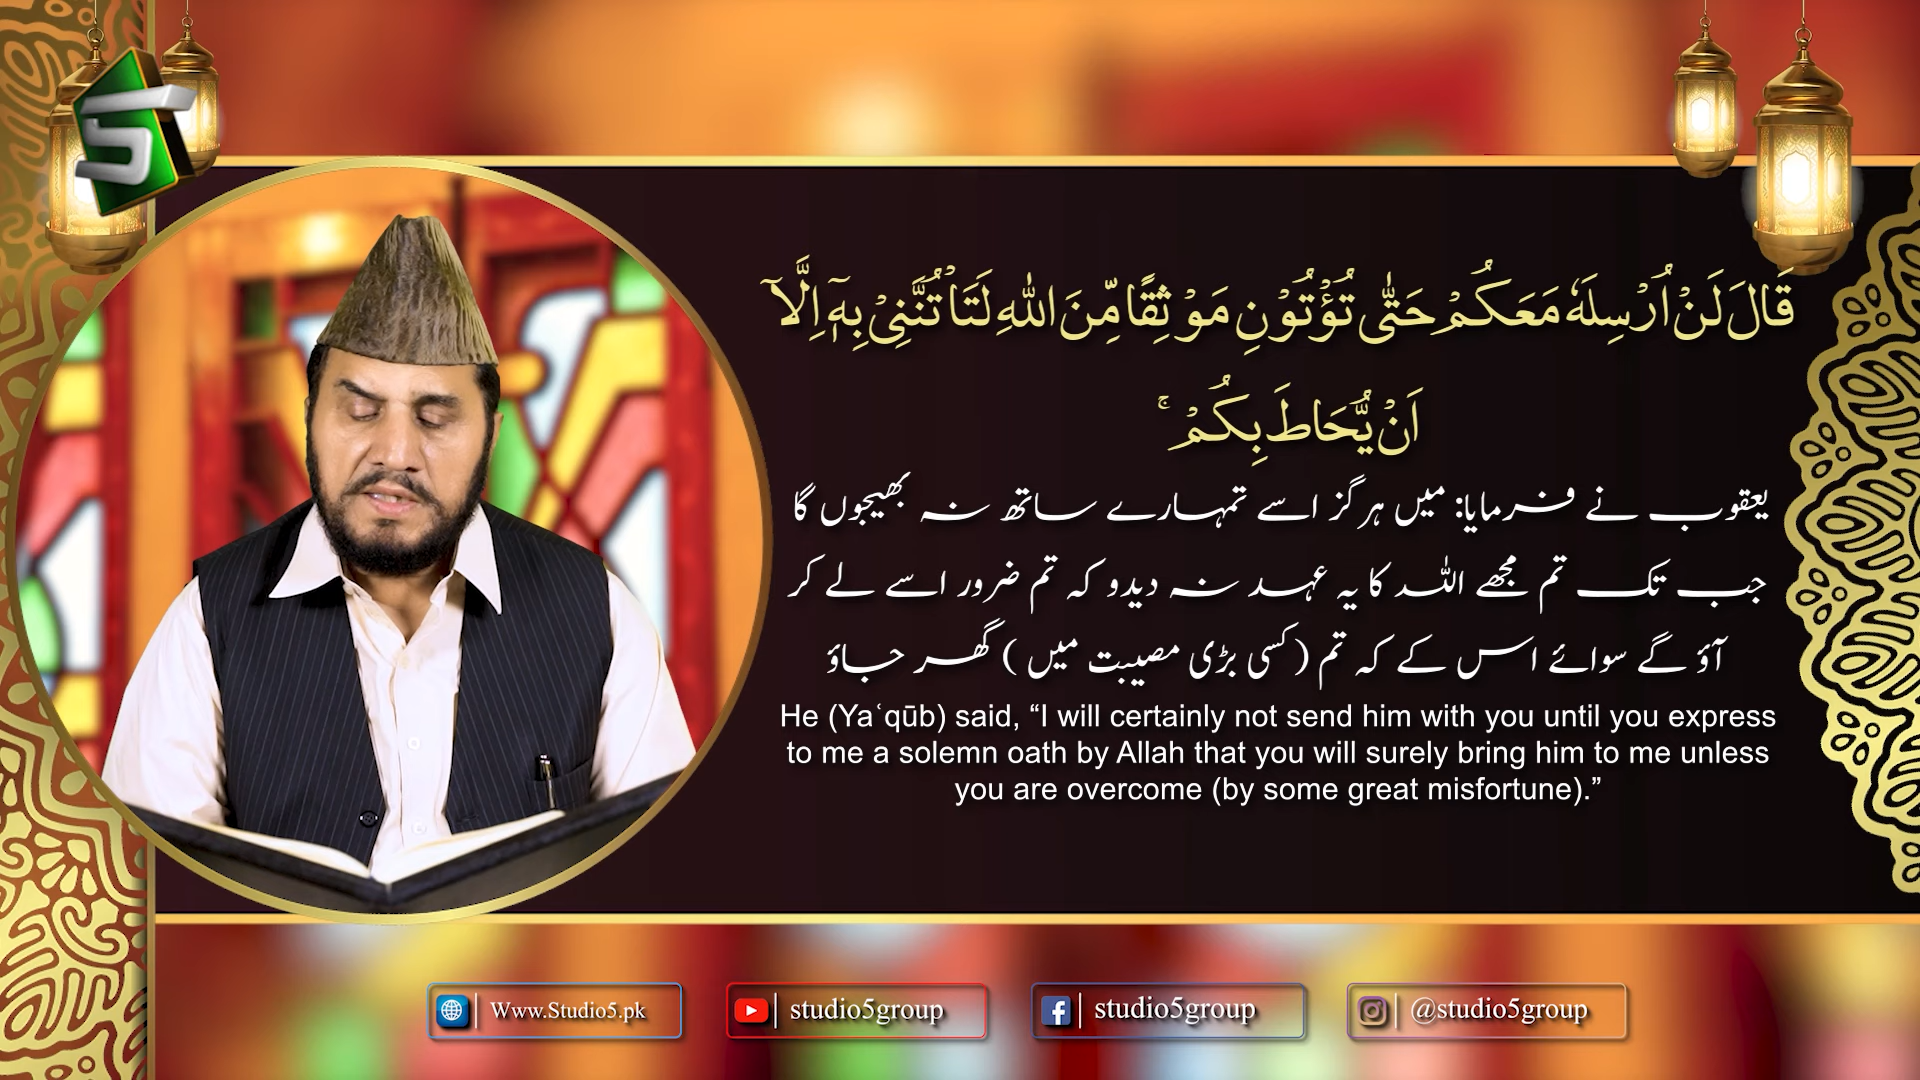 قَالَ لَنْ اُرْسِلَهٗ مَعَكُمْ حَتّٰى تُؤْتُوْنِ مَوْثِقًا مِّنَ اللّٰهِ لَتَاْتُنَّنِیْ بِهٖۤ اِلَّاۤ
اَنْ یُّحَاطَ بِكُمْ ۚ
یعقوب نے فرمایا: میں ہرگز اسے تمہارے ساتھ نہ بھیجوں گا
جب تک تم مجھے اللہ کا یہ عہد نہ دیدو کہ تم ضرور اسے لے کر
آؤ گے سوائے اس کے کہ تم (کسی بڑی مصیبت میں) گھر جاؤ
He (Yaʿqūb) said, “I will certainly not send him with you until you express
to me a solemn oath by Allah that you will surely bring him to me unless
you are overcome (by some great misfortune).”
Www.Studio5.pk
studio5group
studio5group
@studio5group